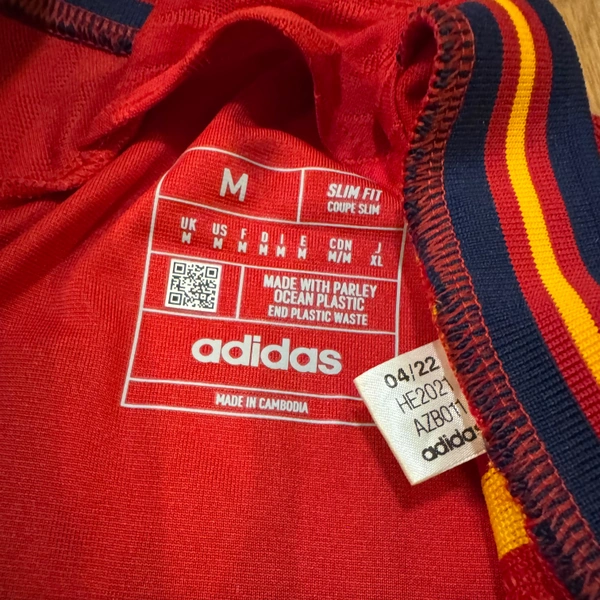 M
SLIM FIT
COUPE SLIM
UK US F D I E CDN J
M M M M M M M/M XL
MADE WITH PARLEY
OCEAN PLASTIC
END PLASTIC WASTE
adidas
MADE IN CAMBODIA
04/22
HE2021
AZB011
adidas